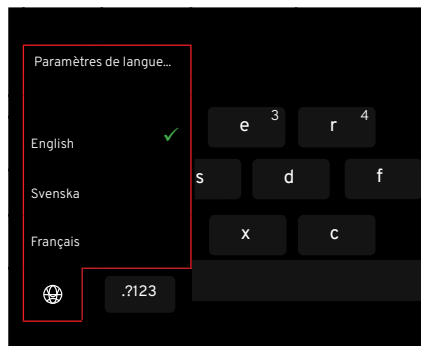 Paramètres de langue...
e 3 r 4
English
s d f
Svenska
x c
Français
.?123